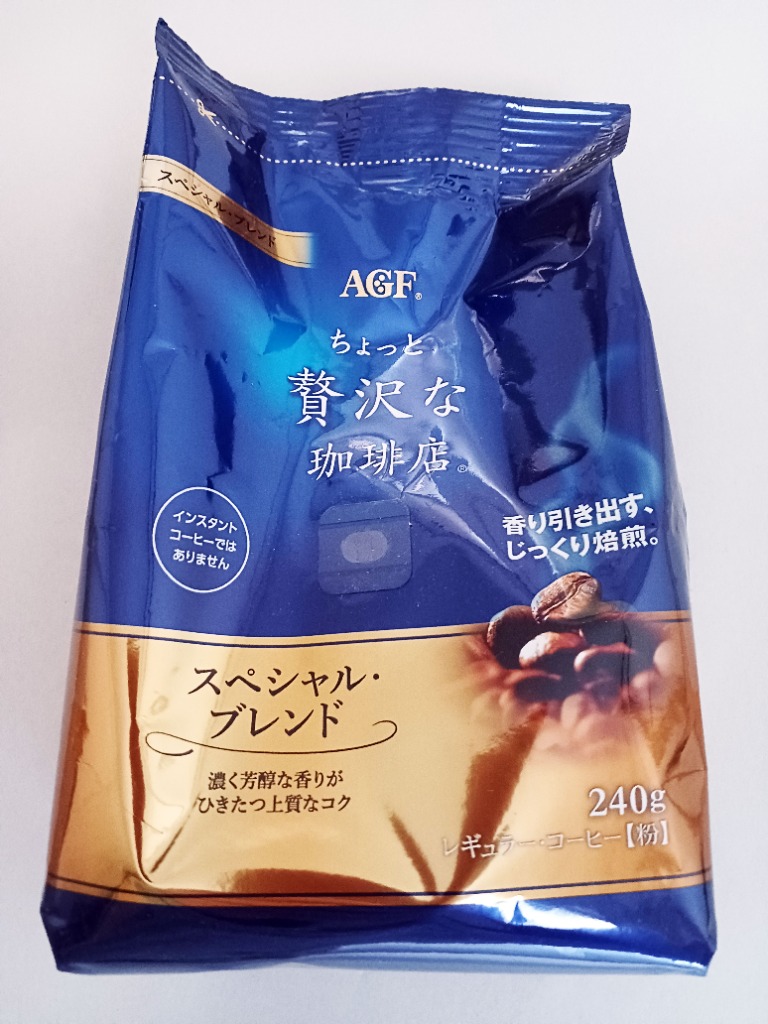 スペシャル・ブレンド
AGF®
ちょっと
贅沢な
珈琲店®
インスタント
コーヒーでは
ありません
香り引き出す、
じっくり焙煎。
スペシャル・
ブレンド
濃く芳醇な香りが
ひきたつ上質なコク
240g
レギュラー・コーヒー【粉】